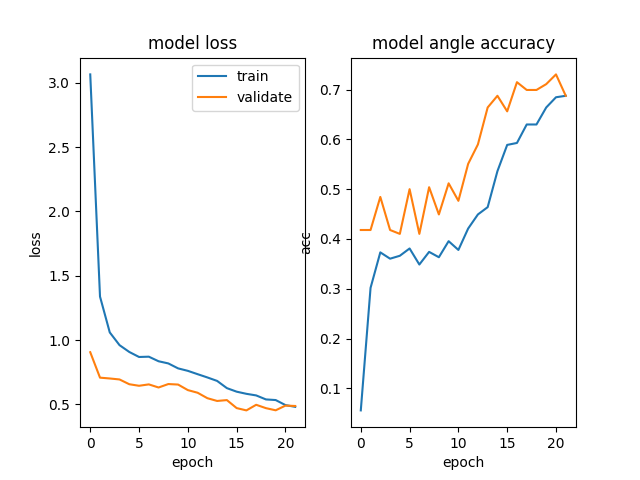 model loss
train
validate
3.0
2.5
2.0
1.5
1.0
0.5
loss
0 5 10 15 20
epoch
model angle accuracy
0.7
0.6
0.5
0.4
0.3
0.2
0.1
acc
0 5 10 15 20
epoch